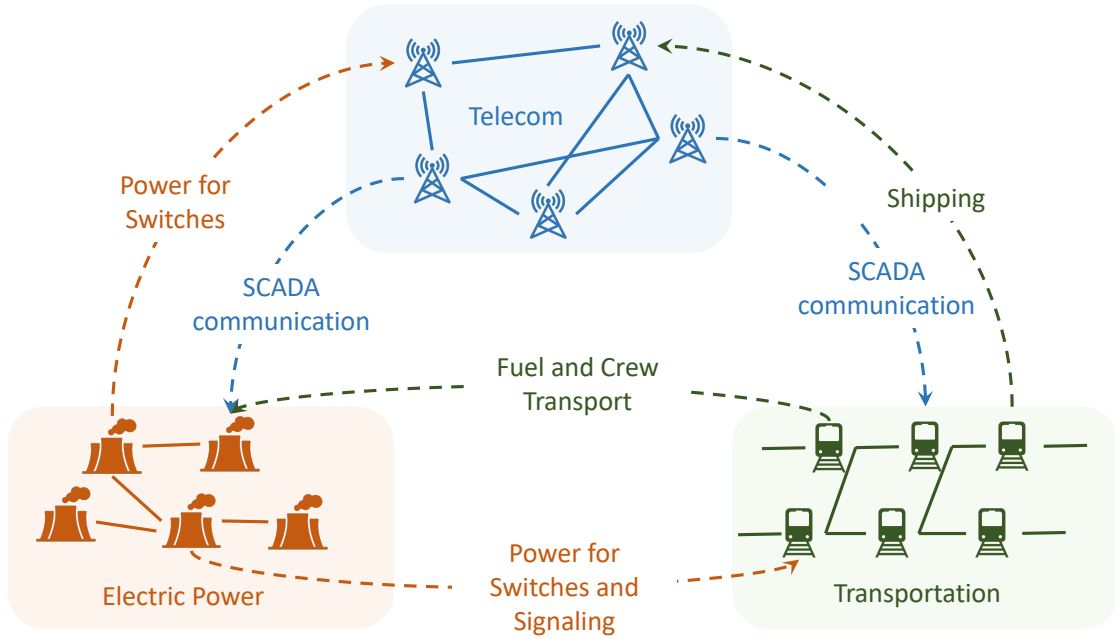 Telecom
Power for
Switches
Shipping
SCADA
communication
SCADA
communication
Fuel and Crew
Transport
Electric Power
Power for
Switches and
Signaling
Transportation